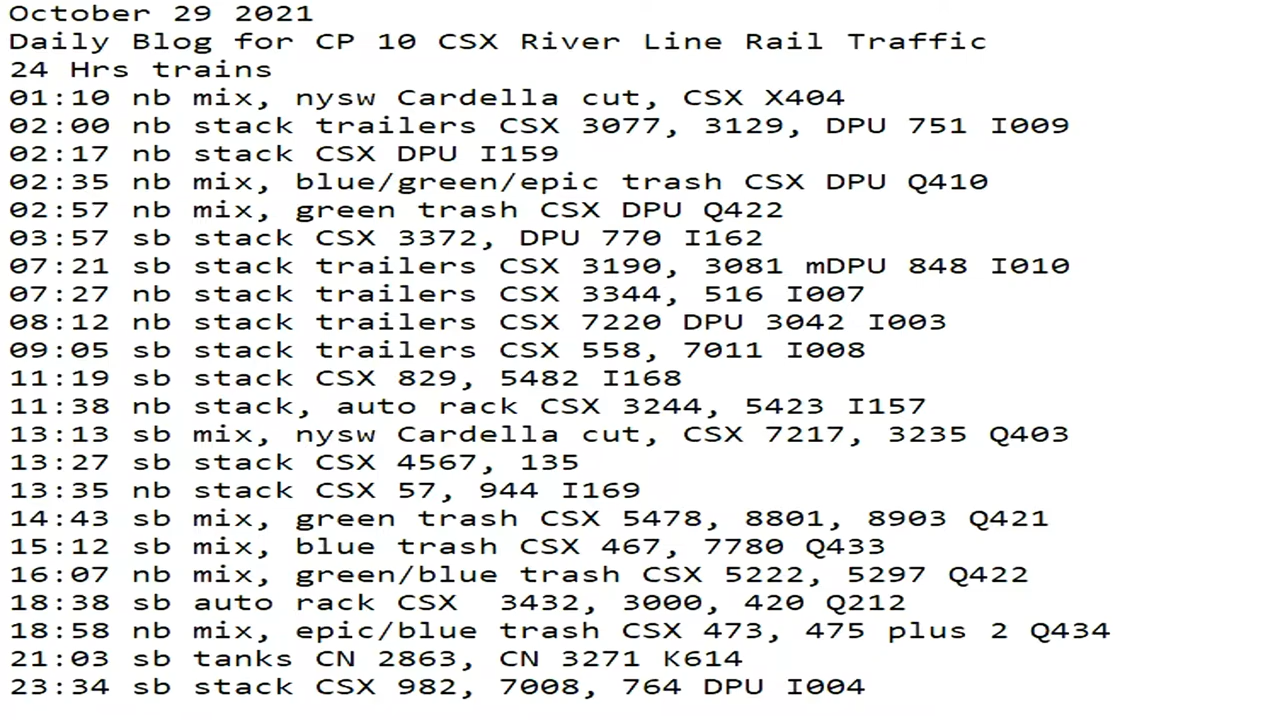 October 29 2021
Daily Blog for CP 10 CSX River Line Rail Traffic
24 Hrs trains
01:10 nb mix, nysw Cardella cut, CSX X404
02:00 nb stack trailers CSX 3077, 3129, DPU 751 I009
02:17 nb stack CSX DPU I159
02:35 nb mix, blue/green/epic trash CSX DPU Q410
02:57 nb mix, green trash CSX DPU Q422
03:57 sb stack CSX 3372, DPU 770 I162
07:21 sb stack trailers CSX 3190, 3081 mDPU 848 I010
07:27 nb stack trailers CSX 3344, 516 I007
08:12 nb stack trailers CSX 7220 DPU 3042 I003
09:05 sb stack trailers CSX 558, 7011 I008
11:19 sb stack CSX 829, 5482 I168
11:38 nb stack, auto rack CSX 3244, 5423 I157
13:13 sb mix, nysw Cardella cut, CSX 7217, 3235 Q403
13:27 sb stack CSX 4567, 135
13:35 nb stack CSX 57, 944 I169
14:43 sb mix, green trash CSX 5478, 8801, 8903 Q421
15:12 sb mix, blue trash CSX 467, 7780 Q433
16:07 nb mix, green/blue trash CSX 5222, 5297 Q422
18:38 sb auto rack CSX  3432, 3000, 420 Q212
18:58 nb mix, epic/blue trash CSX 473, 475 plus 2 Q434
21:03 sb tanks CN 2863, CN 3271 K614
23:34 sb stack CSX 982, 7008, 764 DPU I004